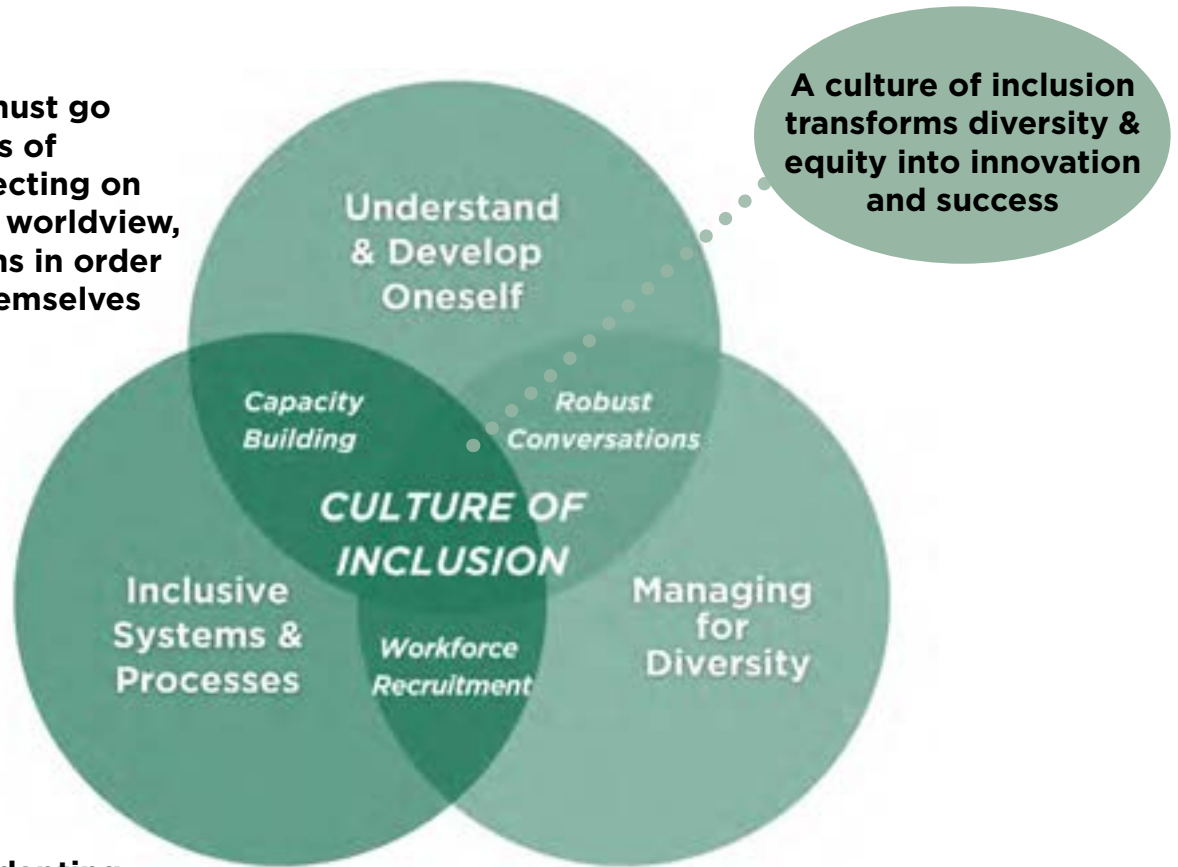 must go
s of
ecting on
worldview,
ns in order
emselves
A culture of inclusion
transforms diversity &
equity into innovation
and success
Understand
& Develop
Oneself
Capacity
Building
Robust
Conversations
CULTURE OF
INCLUSION
Inclusive
Systems &
Processes
Managing
for
Diversity
Workforce
Recruitment